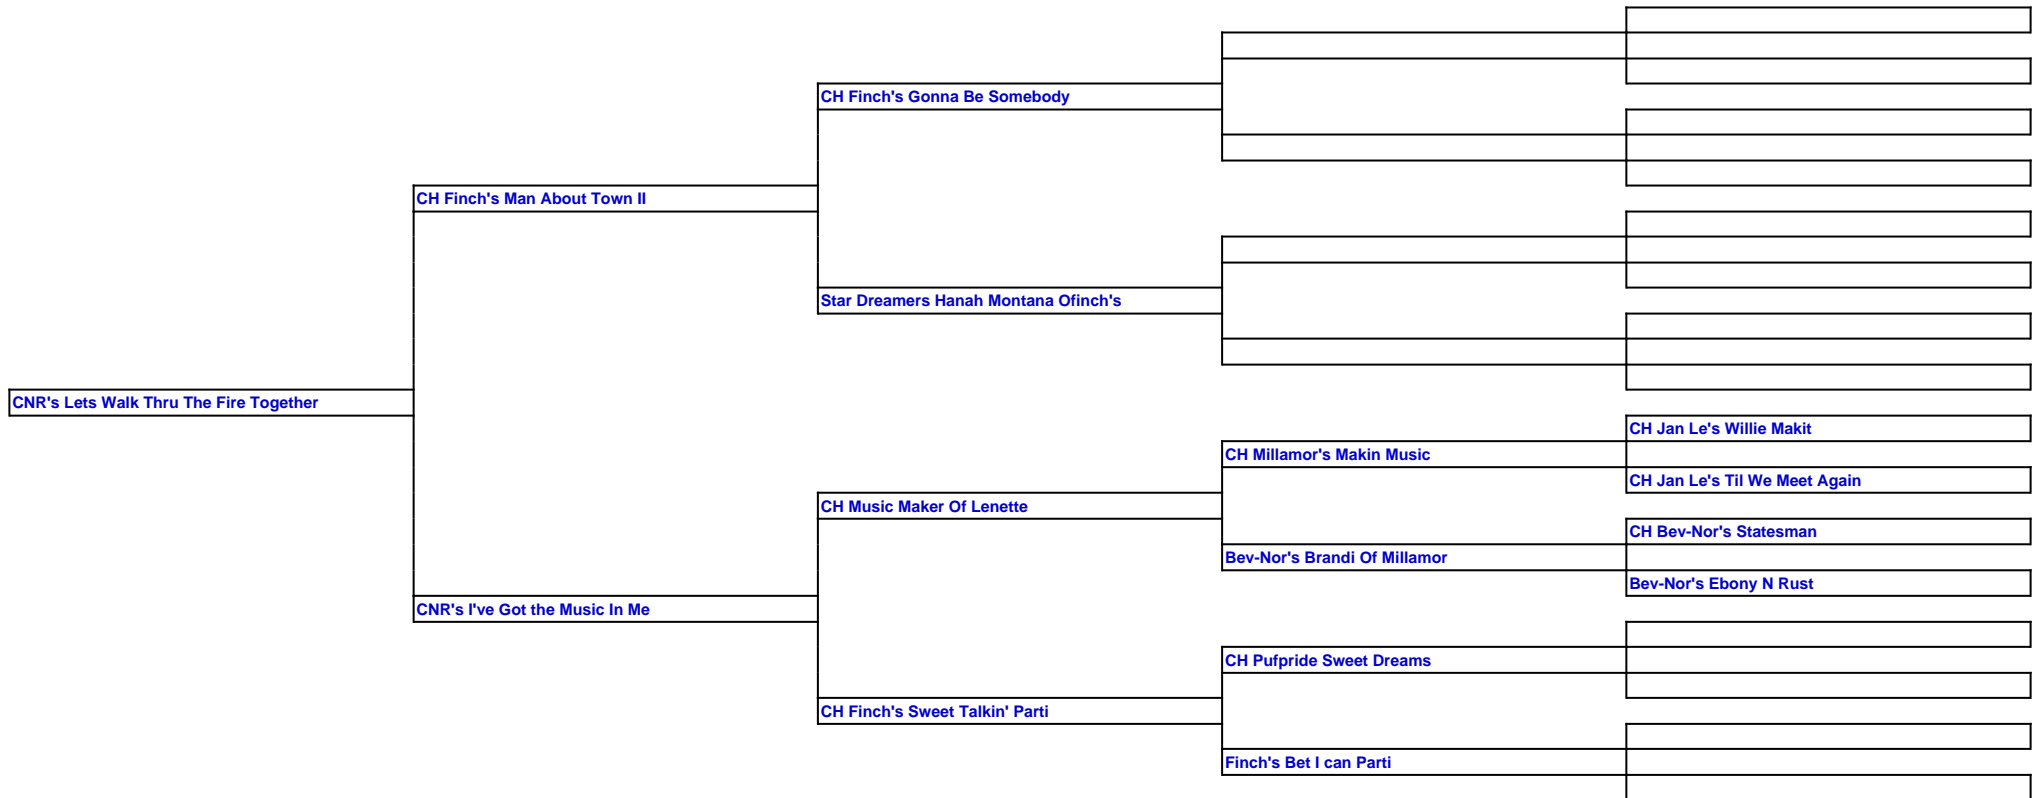 CH Finch's Gonna Be Somebody
CH Finch's Man About Town II
Star Dreamers Hanah Montana Ofinch's
CNR's Lets Walk Thru The Fire Together
CH Jan Le's Willie Makit
CH Millamor's Makin Music
CH Jan Le's Til We Meet Again
CH Music Maker Of Lenette
CH Bev-Nor's Statesman
Bev-Nor's Brandi Of Millamor
Bev-Nor's Ebony N Rust
CNR's I've Got the Music In Me
CH Pufpride Sweet Dreams
CH Finch's Sweet Talkin' Parti
Finch's Bet I can Parti